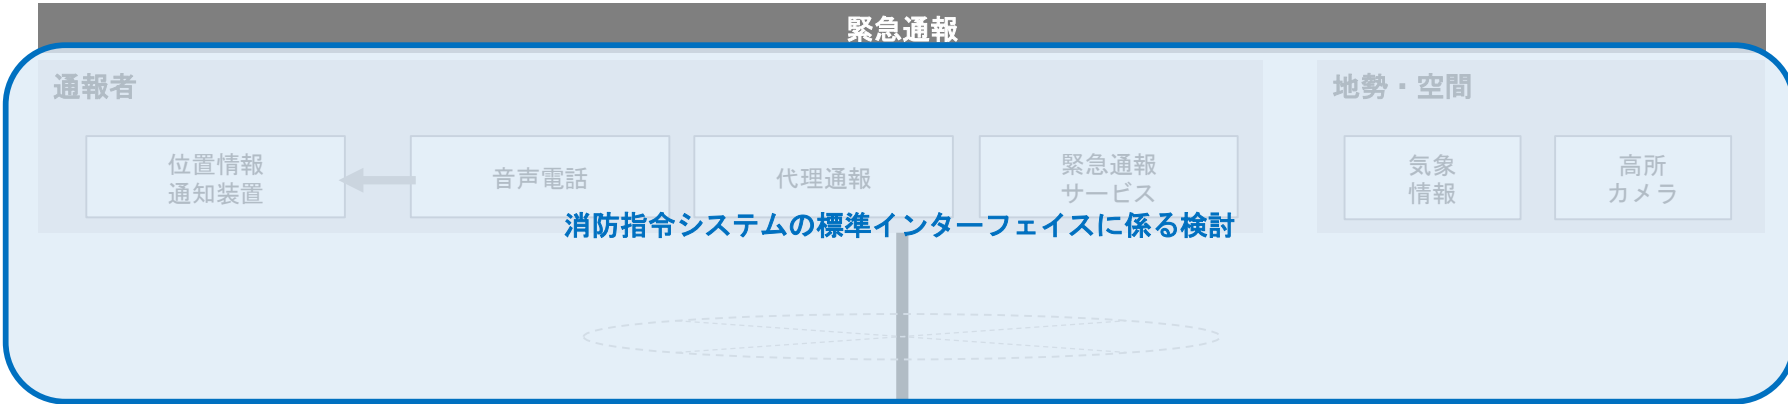 緊急通報
通報者
地勢・空間
位置情報
通知装置
音声電話
代理通報
緊急通報
サービス
気象
情報
高所
カメラ
消防指令システムの標準インターフェイスに係る検討